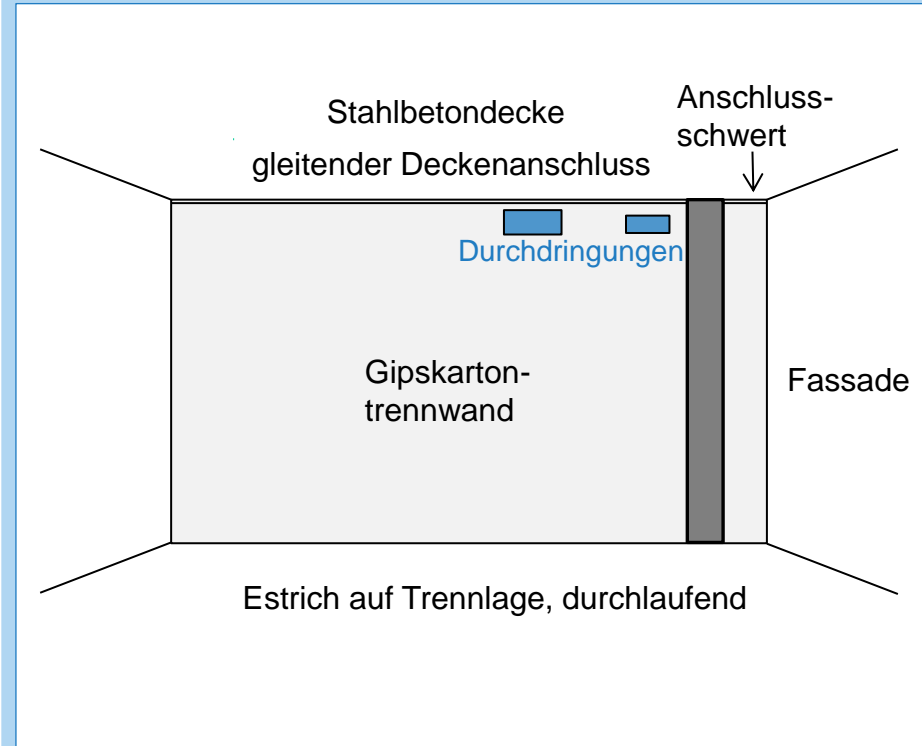 Stahlbetondecke
gleitender Deckenanschluss
Anschluss-
schwert
Durchdringungen
Gipskarton-
trennwand
Fassade
Estrich auf Trennlage, durchlaufend